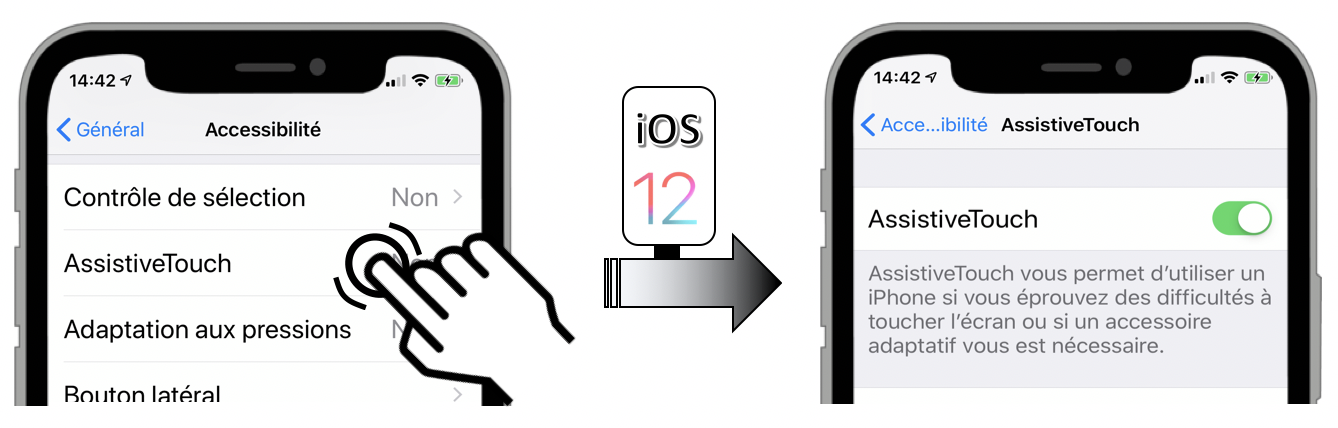 14:42
Général
Accessibilité
Contrôle de sélection
Non
AssistiveTouch
Adaptation aux pressions
Bouton latéral
iOS
12
14:42
Acce...ibilité
AssistiveTouch
AssistiveTouch
AssistiveTouch vous permet d’utiliser un
iPhone si vous éprouvez des difficultés à
toucher l’écran ou si un accessoire
adaptatif vous est nécessaire.